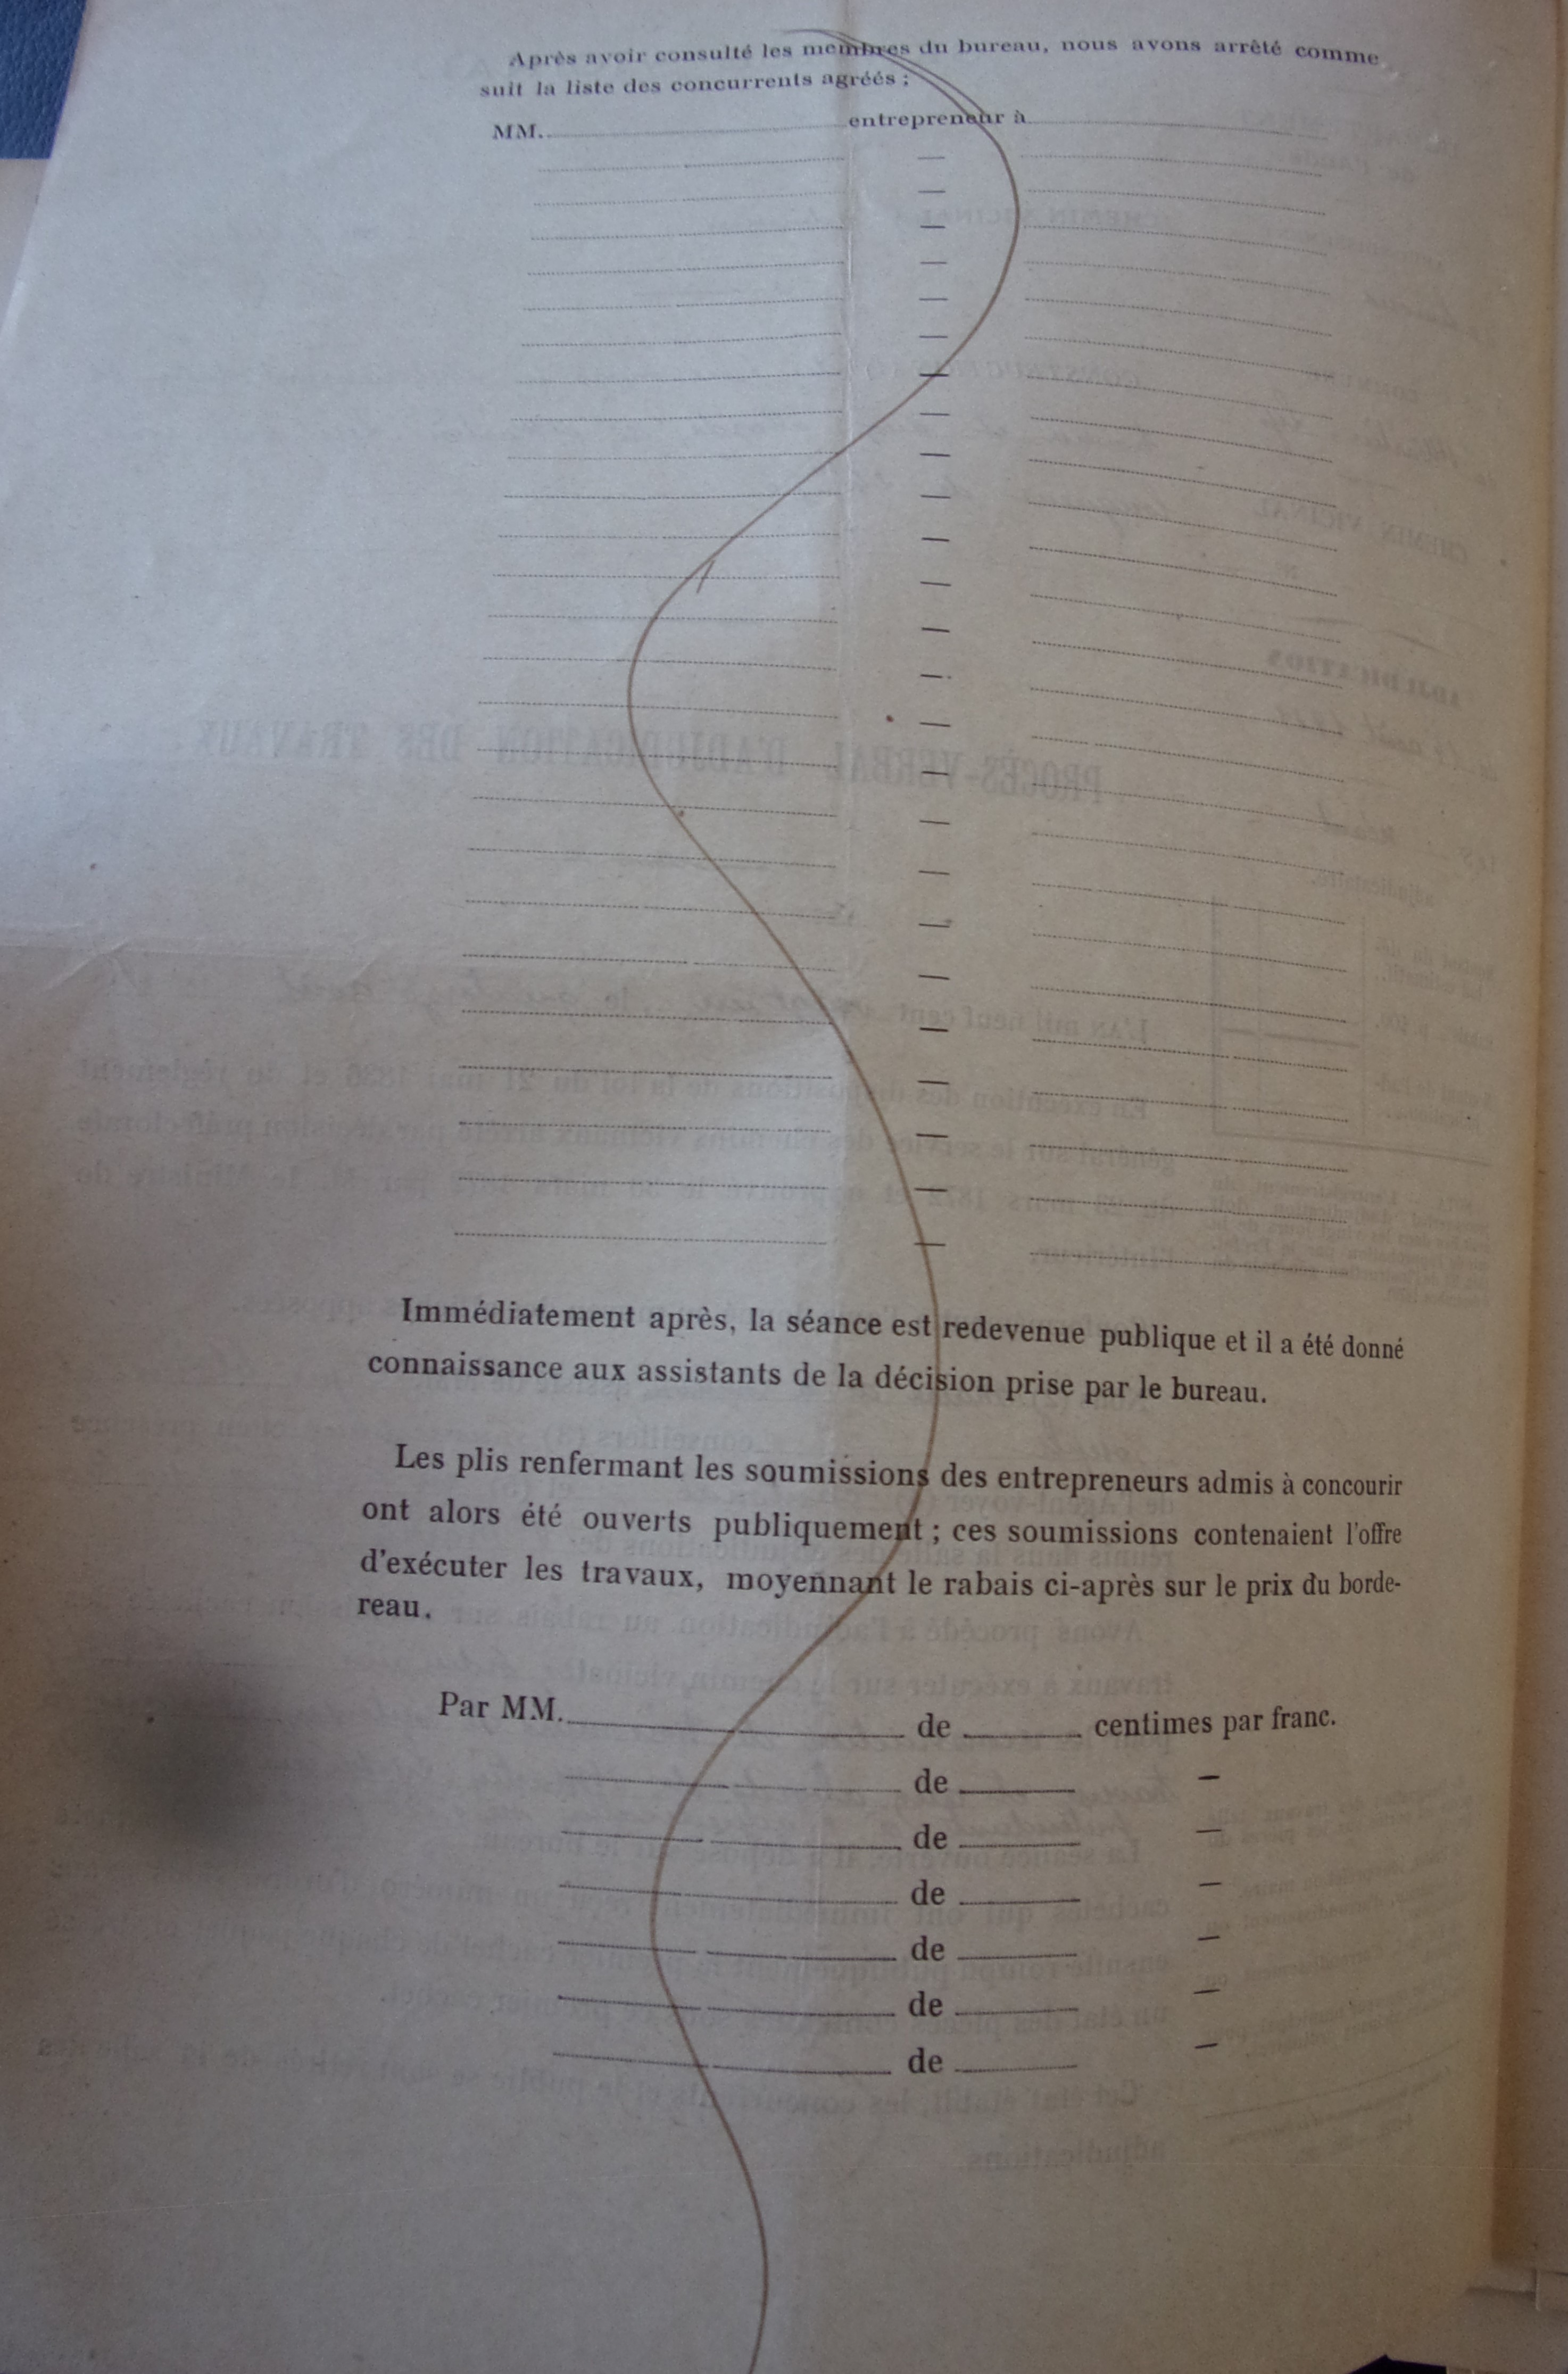 Après avoir consulté les membres du bureau, nous avons arrêté comme
suit la liste des concurrents agréés ;
MM. entrepreneur à
Immédiatement après, la séance est redevenue publique et il a été donné
connaissance aux assistants de la décision prise par le bureau.
Les plis renfermant les soumissions des entrepreneurs admis à concourir
ont alors été ouverts publiquement ; ces soumissions contenaient l'offre
d'exécuter les travaux, moyennant le rabais ci-après sur le prix du borde-
reau.
Par MM. de centimes par franc.
de —
de —
de —
de —
de —
de —